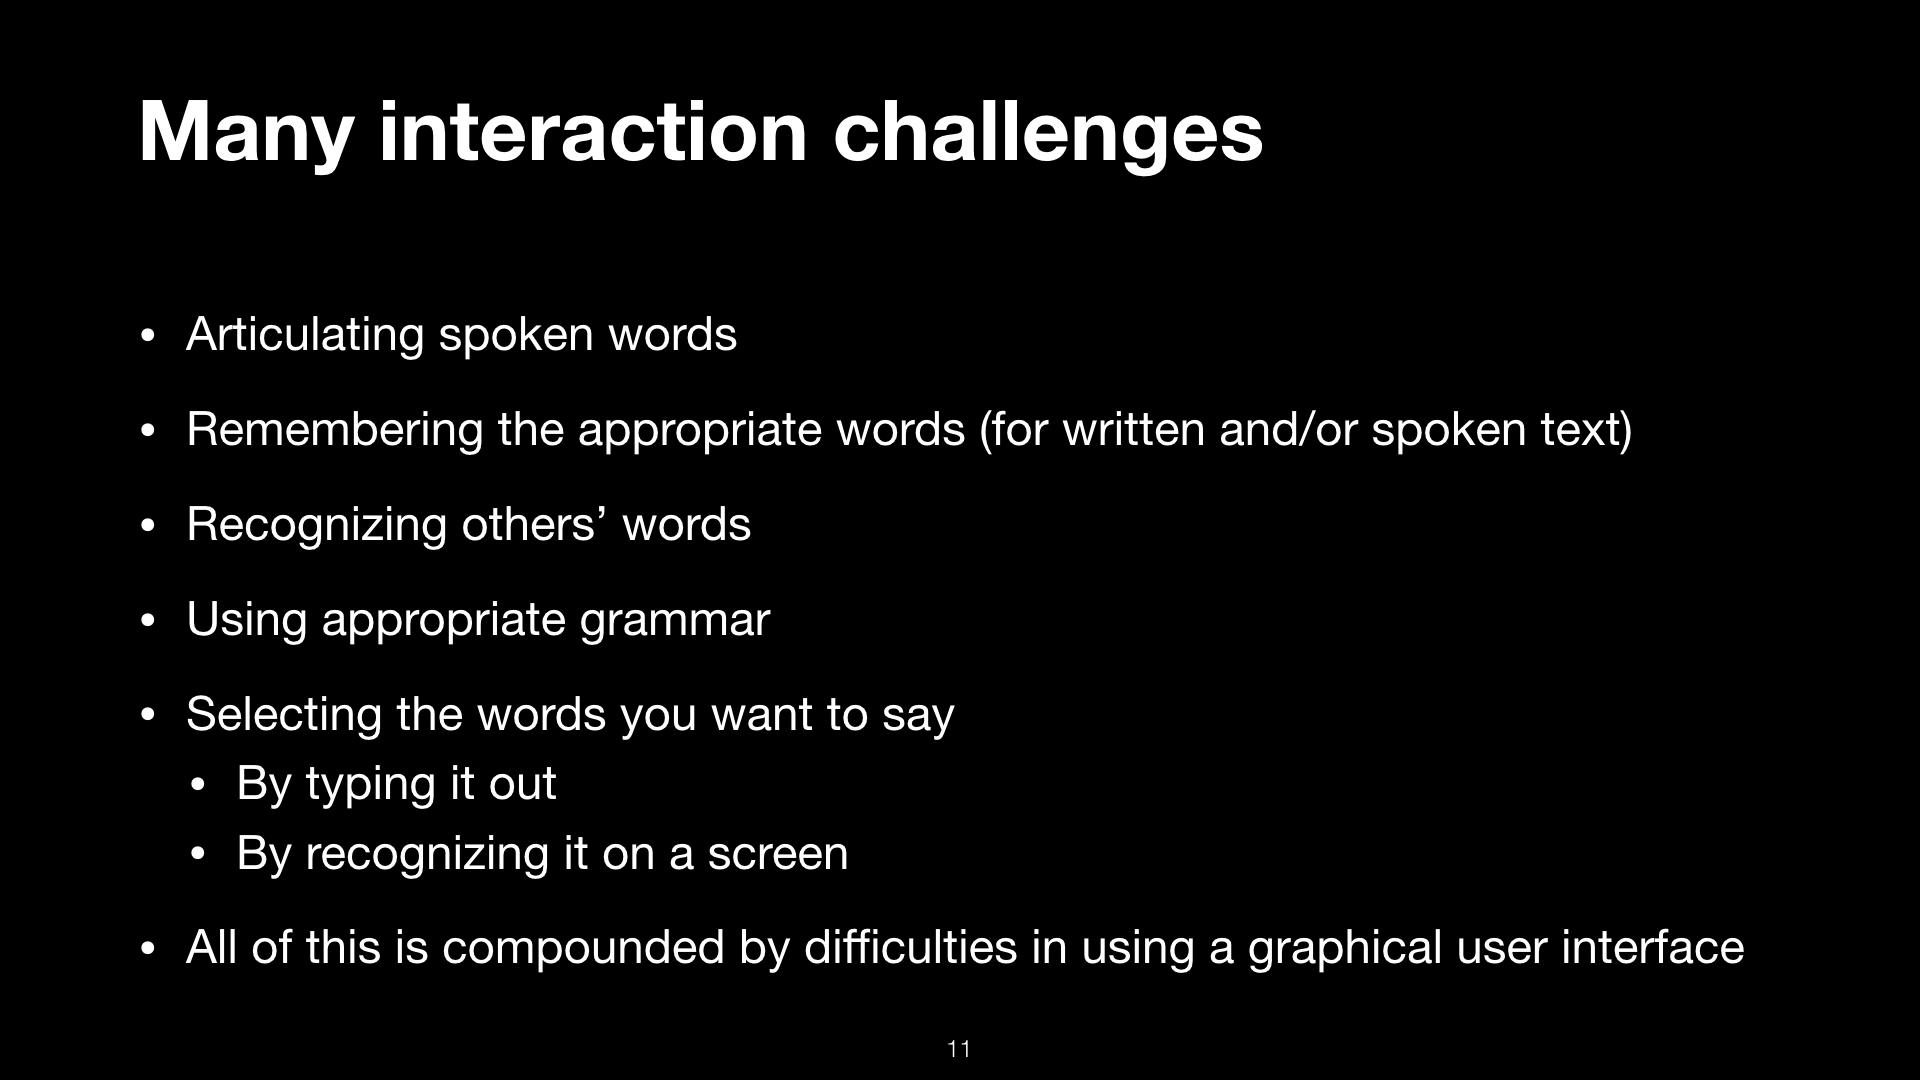 Many interaction challenges
• Articulating spoken words
• Remembering the appropriate words (for written and/or spoken text)
• Recognizing others’ words
• Using appropriate grammar
• Selecting the words you want to say
• By typing it out
• By recognizing it on a screen
• All of this is compounded by difficulties in using a graphical user interface
11